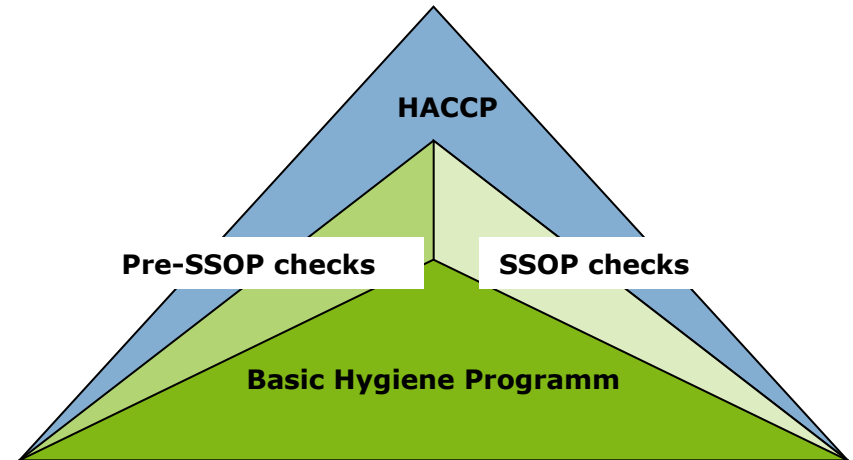 HACCP
Pre-SSOP checks
SSOP checks
Basic Hygiene Programm